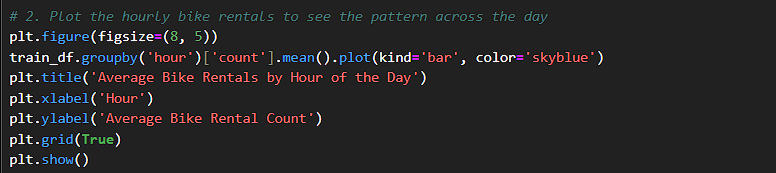 # 2. Plot the hourly bike rentals to see the pattern across the day
plt.figure(figsize=(8, 5))
train_df.groupby('hour')['count'].mean().plot(kind='bar', color='skyblue')
plt.title('Average Bike Rentals by Hour of the Day')
plt.xlabel('Hour')
plt.ylabel('Average Bike Rental Count')
plt.grid(True)
plt.show()